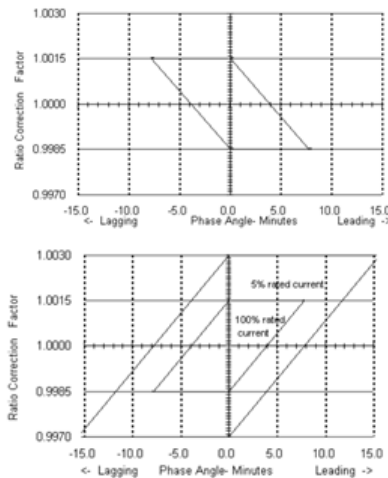 1.0030
1.0015
1.0000
0.9985
0.9970
Ratio Correction Factor
-15.0 -10.0 -5.0 0.0 5.0 10.0 15.0
<- Lagging Phase Angle- Minutes Leading ->
1.0030
1.0015
1.0000
0.9985
0.9970
Ratio Correction Factor
5% rated current
100% rated
current
-15.0 -10.0 -5.0 0.0 5.0 10.0 15.0
<- Lagging Phase Angle- Minutes Leading ->